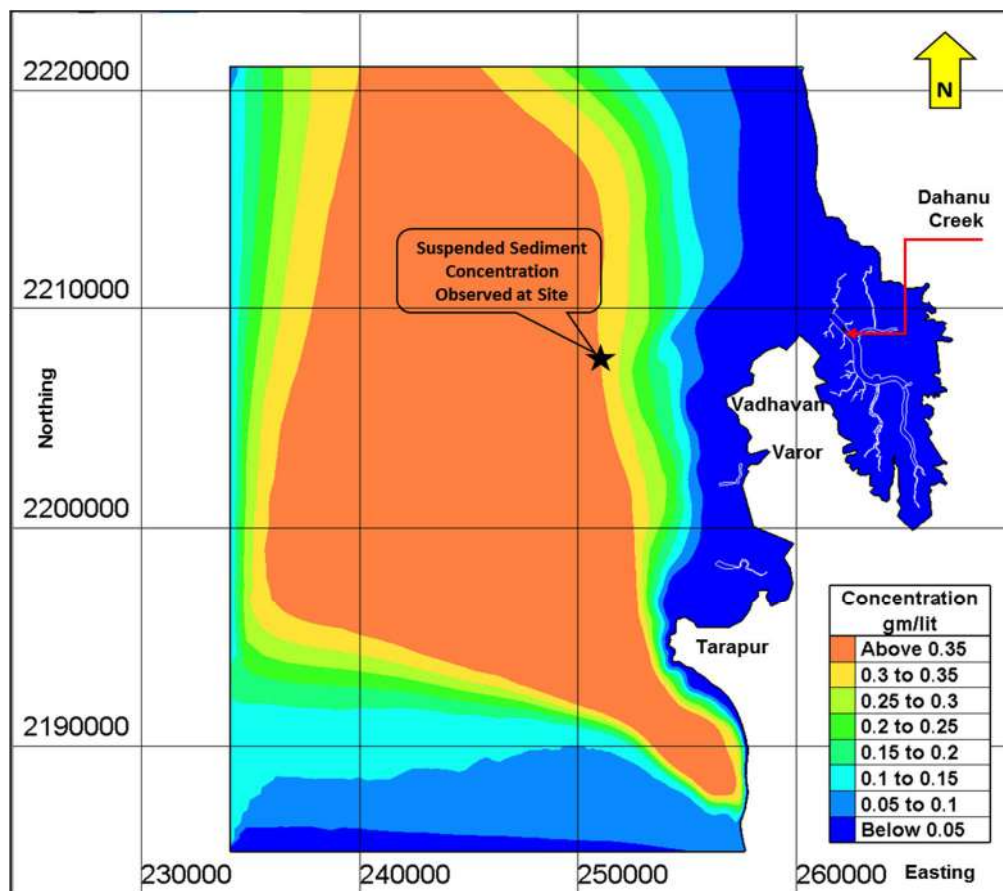 2220000
N
Dahanu
Creek
Suspended Sediment
Concentration
Observed at Site
2210000
Northing
Vadhavan
Varor
2200000
Concentration
gm/lit
Above 0.35
0.3 to 0.35
0.25 to 0.3
0.2 to 0.25
0.15 to 0.2
0.1 to 0.15
0.05 to 0.1
Below 0.05
Tarapur
2190000
230000
240000
250000
260000
Easting